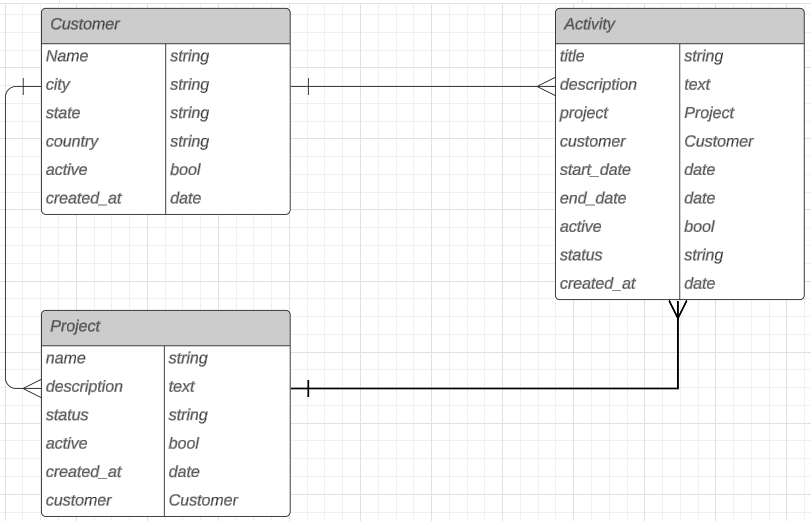 Customer
Name string
city string
state string
country string
active bool
created_at date
Activity
title string
description text
project Project
customer Customer
start_date date
end_date date
active bool
status string
created_at date
Project
name string
description text
status string
active bool
created_at date
customer Customer